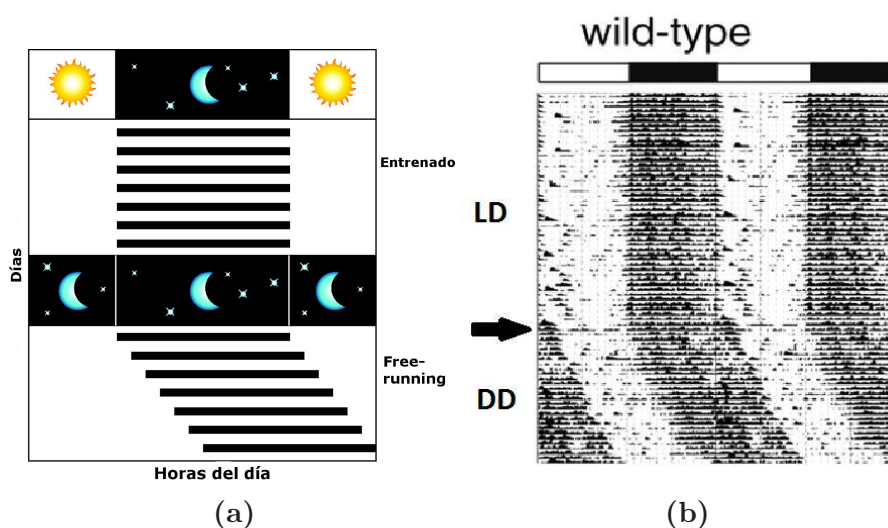 wild-type
Entrenado
Días
LD
Free-
running
DD
Horas del día
(a)
(b)